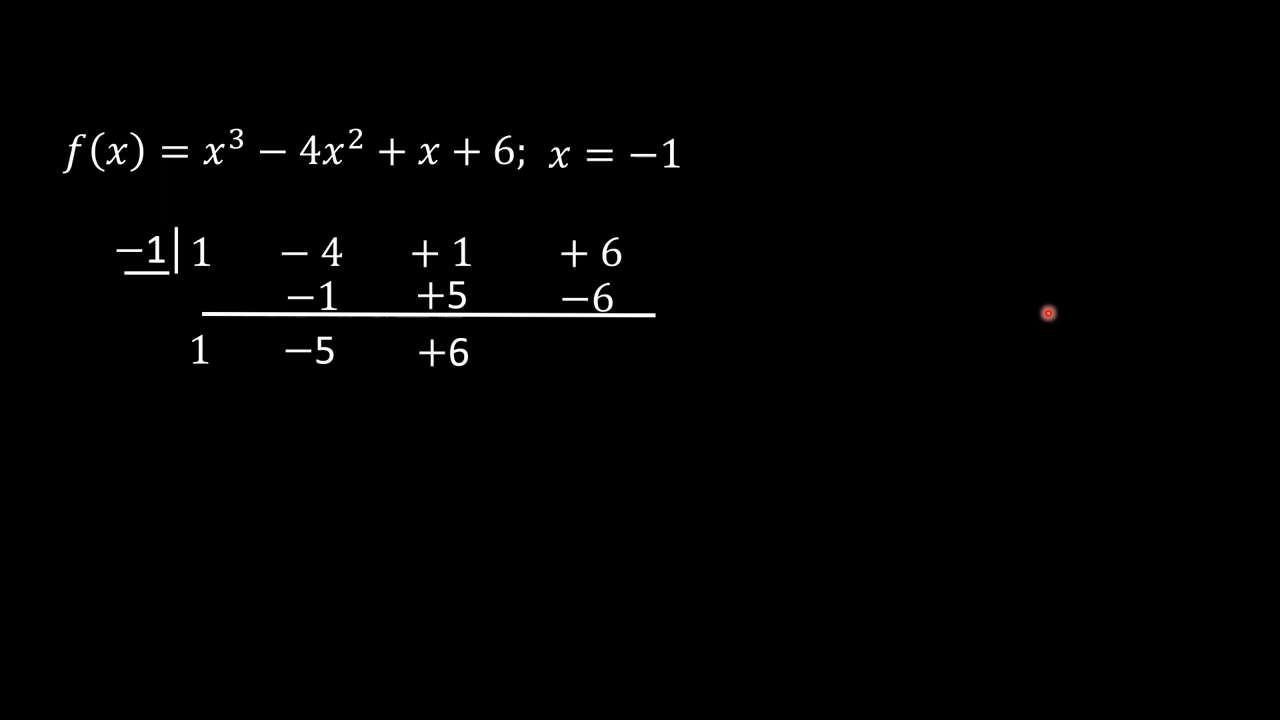 f(x) = x³ − 4x² + x + 6; x = −1
−1| 1 − 4 + 1 + 6
−1 +5 −6
1 −5 +6